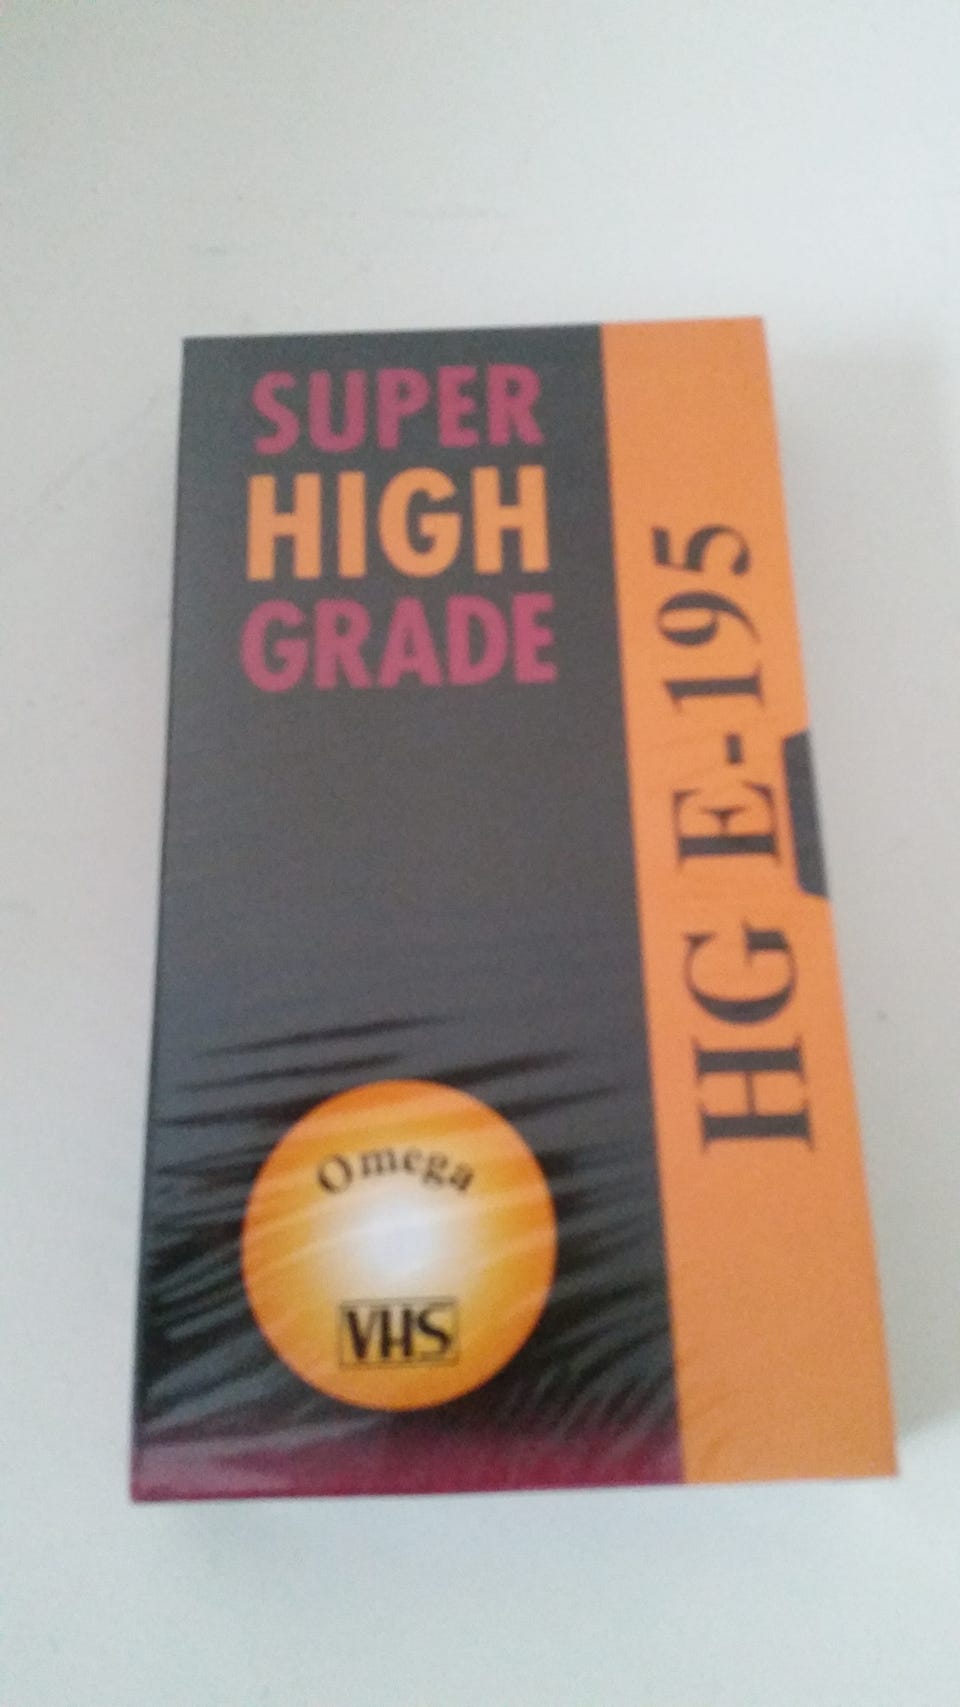 SUPER
HIGH
GRADE
HG E-195
Omega
VHS